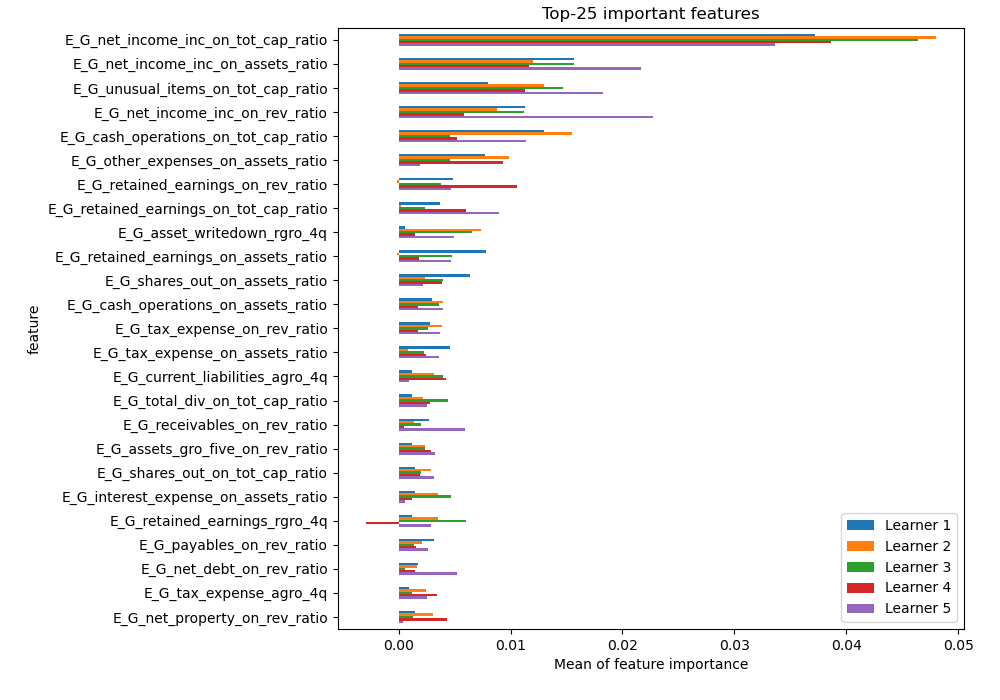 Top-25 important features
E_G_net_income_inc_on_tot_cap_ratio
E_G_net_income_inc_on_assets_ratio
E_G_unusual_items_on_tot_cap_ratio
E_G_net_income_inc_on_rev_ratio
E_G_cash_operations_on_tot_cap_ratio
E_G_other_expenses_on_assets_ratio
E_G_retained_earnings_on_rev_ratio
E_G_retained_earnings_on_tot_cap_ratio
E_G_asset_writedown_rgro_4q
E_G_retained_earnings_on_assets_ratio
E_G_shares_out_on_assets_ratio
E_G_cash_operations_on_assets_ratio
E_G_tax_expense_on_rev_ratio
E_G_tax_expense_on_assets_ratio
E_G_current_liabilities_agro_4q
E_G_total_div_on_tot_cap_ratio
E_G_receivables_on_rev_ratio
E_G_assets_gro_five_on_rev_ratio
E_G_shares_out_on_tot_cap_ratio
E_G_interest_expense_on_assets_ratio
E_G_retained_earnings_rgro_4q
E_G_payables_on_rev_ratio
E_G_net_debt_on_rev_ratio
E_G_tax_expense_agro_4q
E_G_net_property_on_rev_ratio
feature
Learner 1
Learner 2
Learner 3
Learner 4
Learner 5
0.00 0.01 0.02 0.03 0.04 0.05
Mean of feature importance